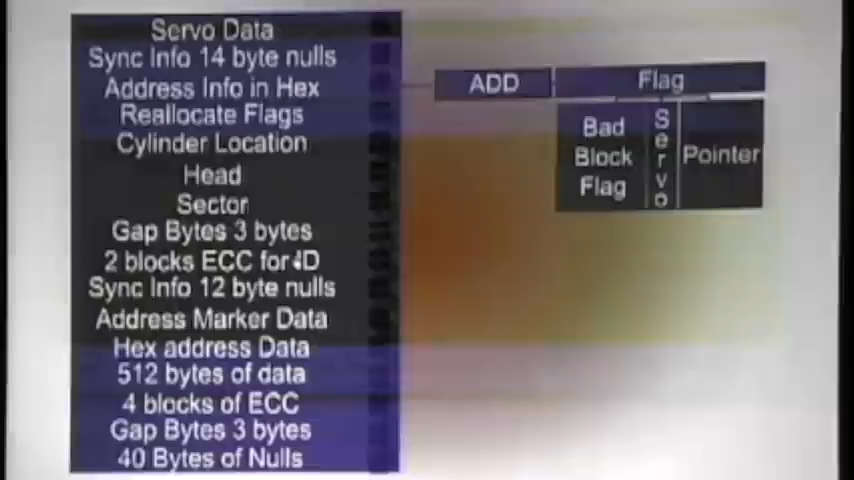 Servo Data
Sync Info 14 byte nulls
Address Info in Hex
Reallocate Flags
Cylinder Location
Head
Sector
Gap Bytes 3 bytes
2 blocks ECC for ID
Sync Info 12 byte nulls
Address Marker Data
Hex address Data
512 bytes of data
4 blocks of ECC
Gap Bytes 3 bytes
40 Bytes of Nulls
ADD
Flag
Bad
Block
Flag
Servo
Pointer